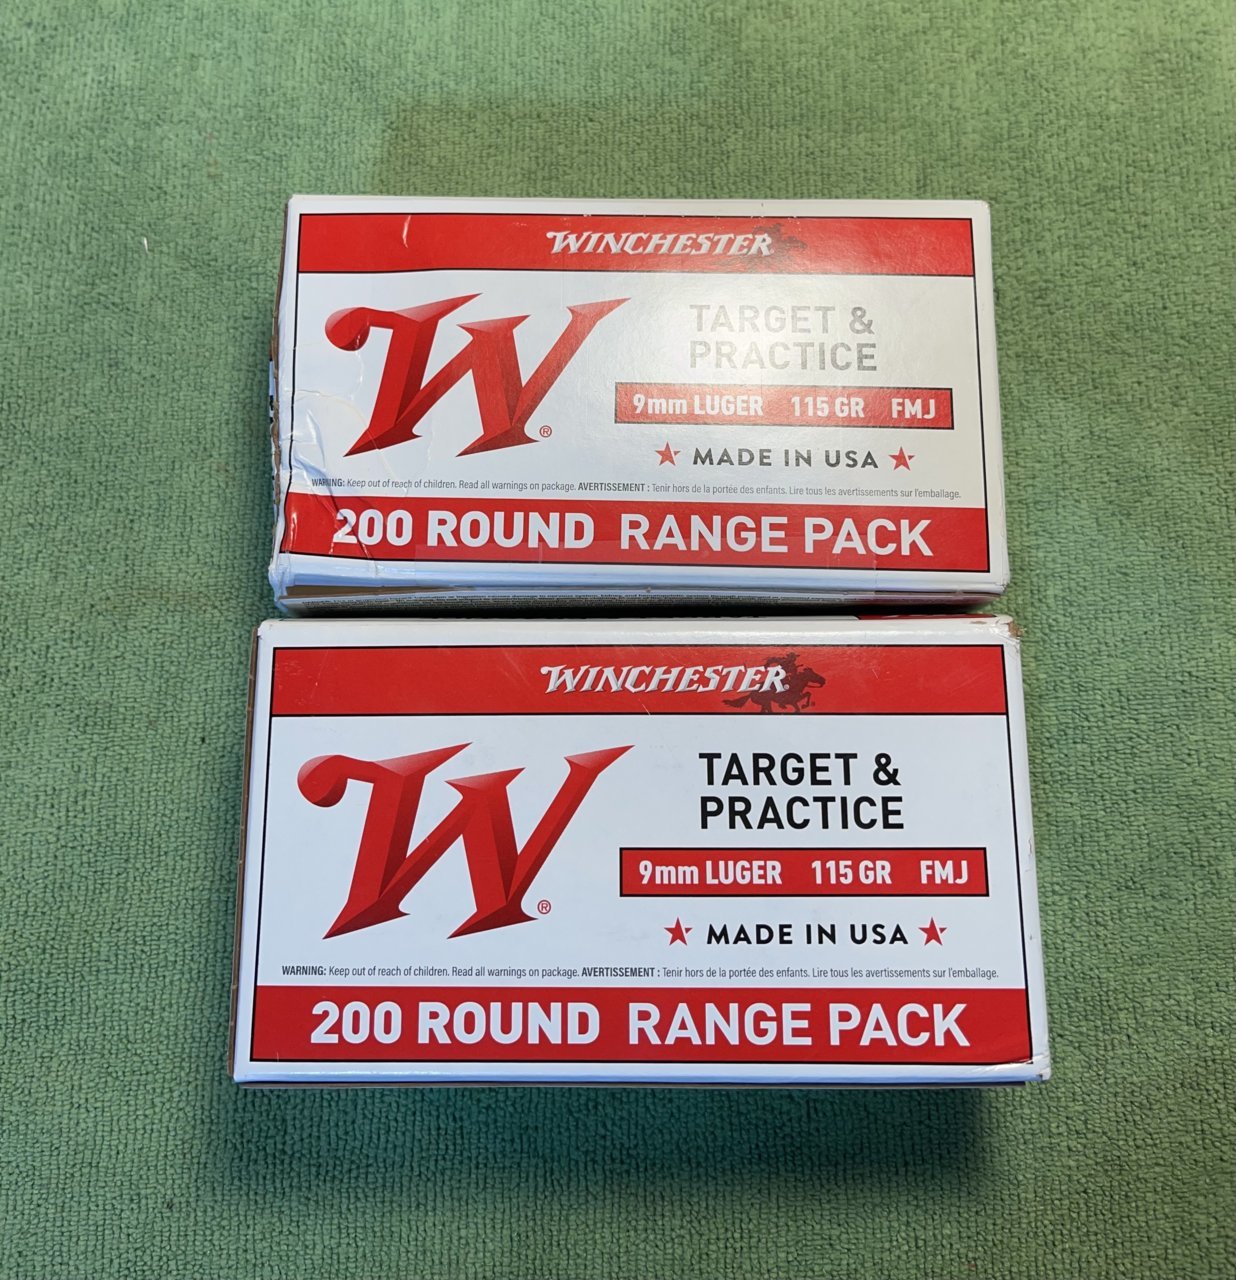 WINCHESTER
W®
TARGET &
PRACTICE
9mm LUGER 115 GR FMJ
MADE IN USA
WARNING: Keep out of reach of children. Read all warnings on package. AVERTISSEMENT : Tenir hors de la portée des enfants. Lire tous les avertissements sur l'emballage.
200 ROUND RANGE PACK
WINCHESTER
W®
TARGET &
PRACTICE
9mm LUGER 115 GR FMJ
MADE IN USA
WARNING: Keep out of reach of children. Read all warnings on package. AVERTISSEMENT : Tenir hors de la portée des enfants. Lire tous les avertissements sur l'emballage.
200 ROUND RANGE PACK